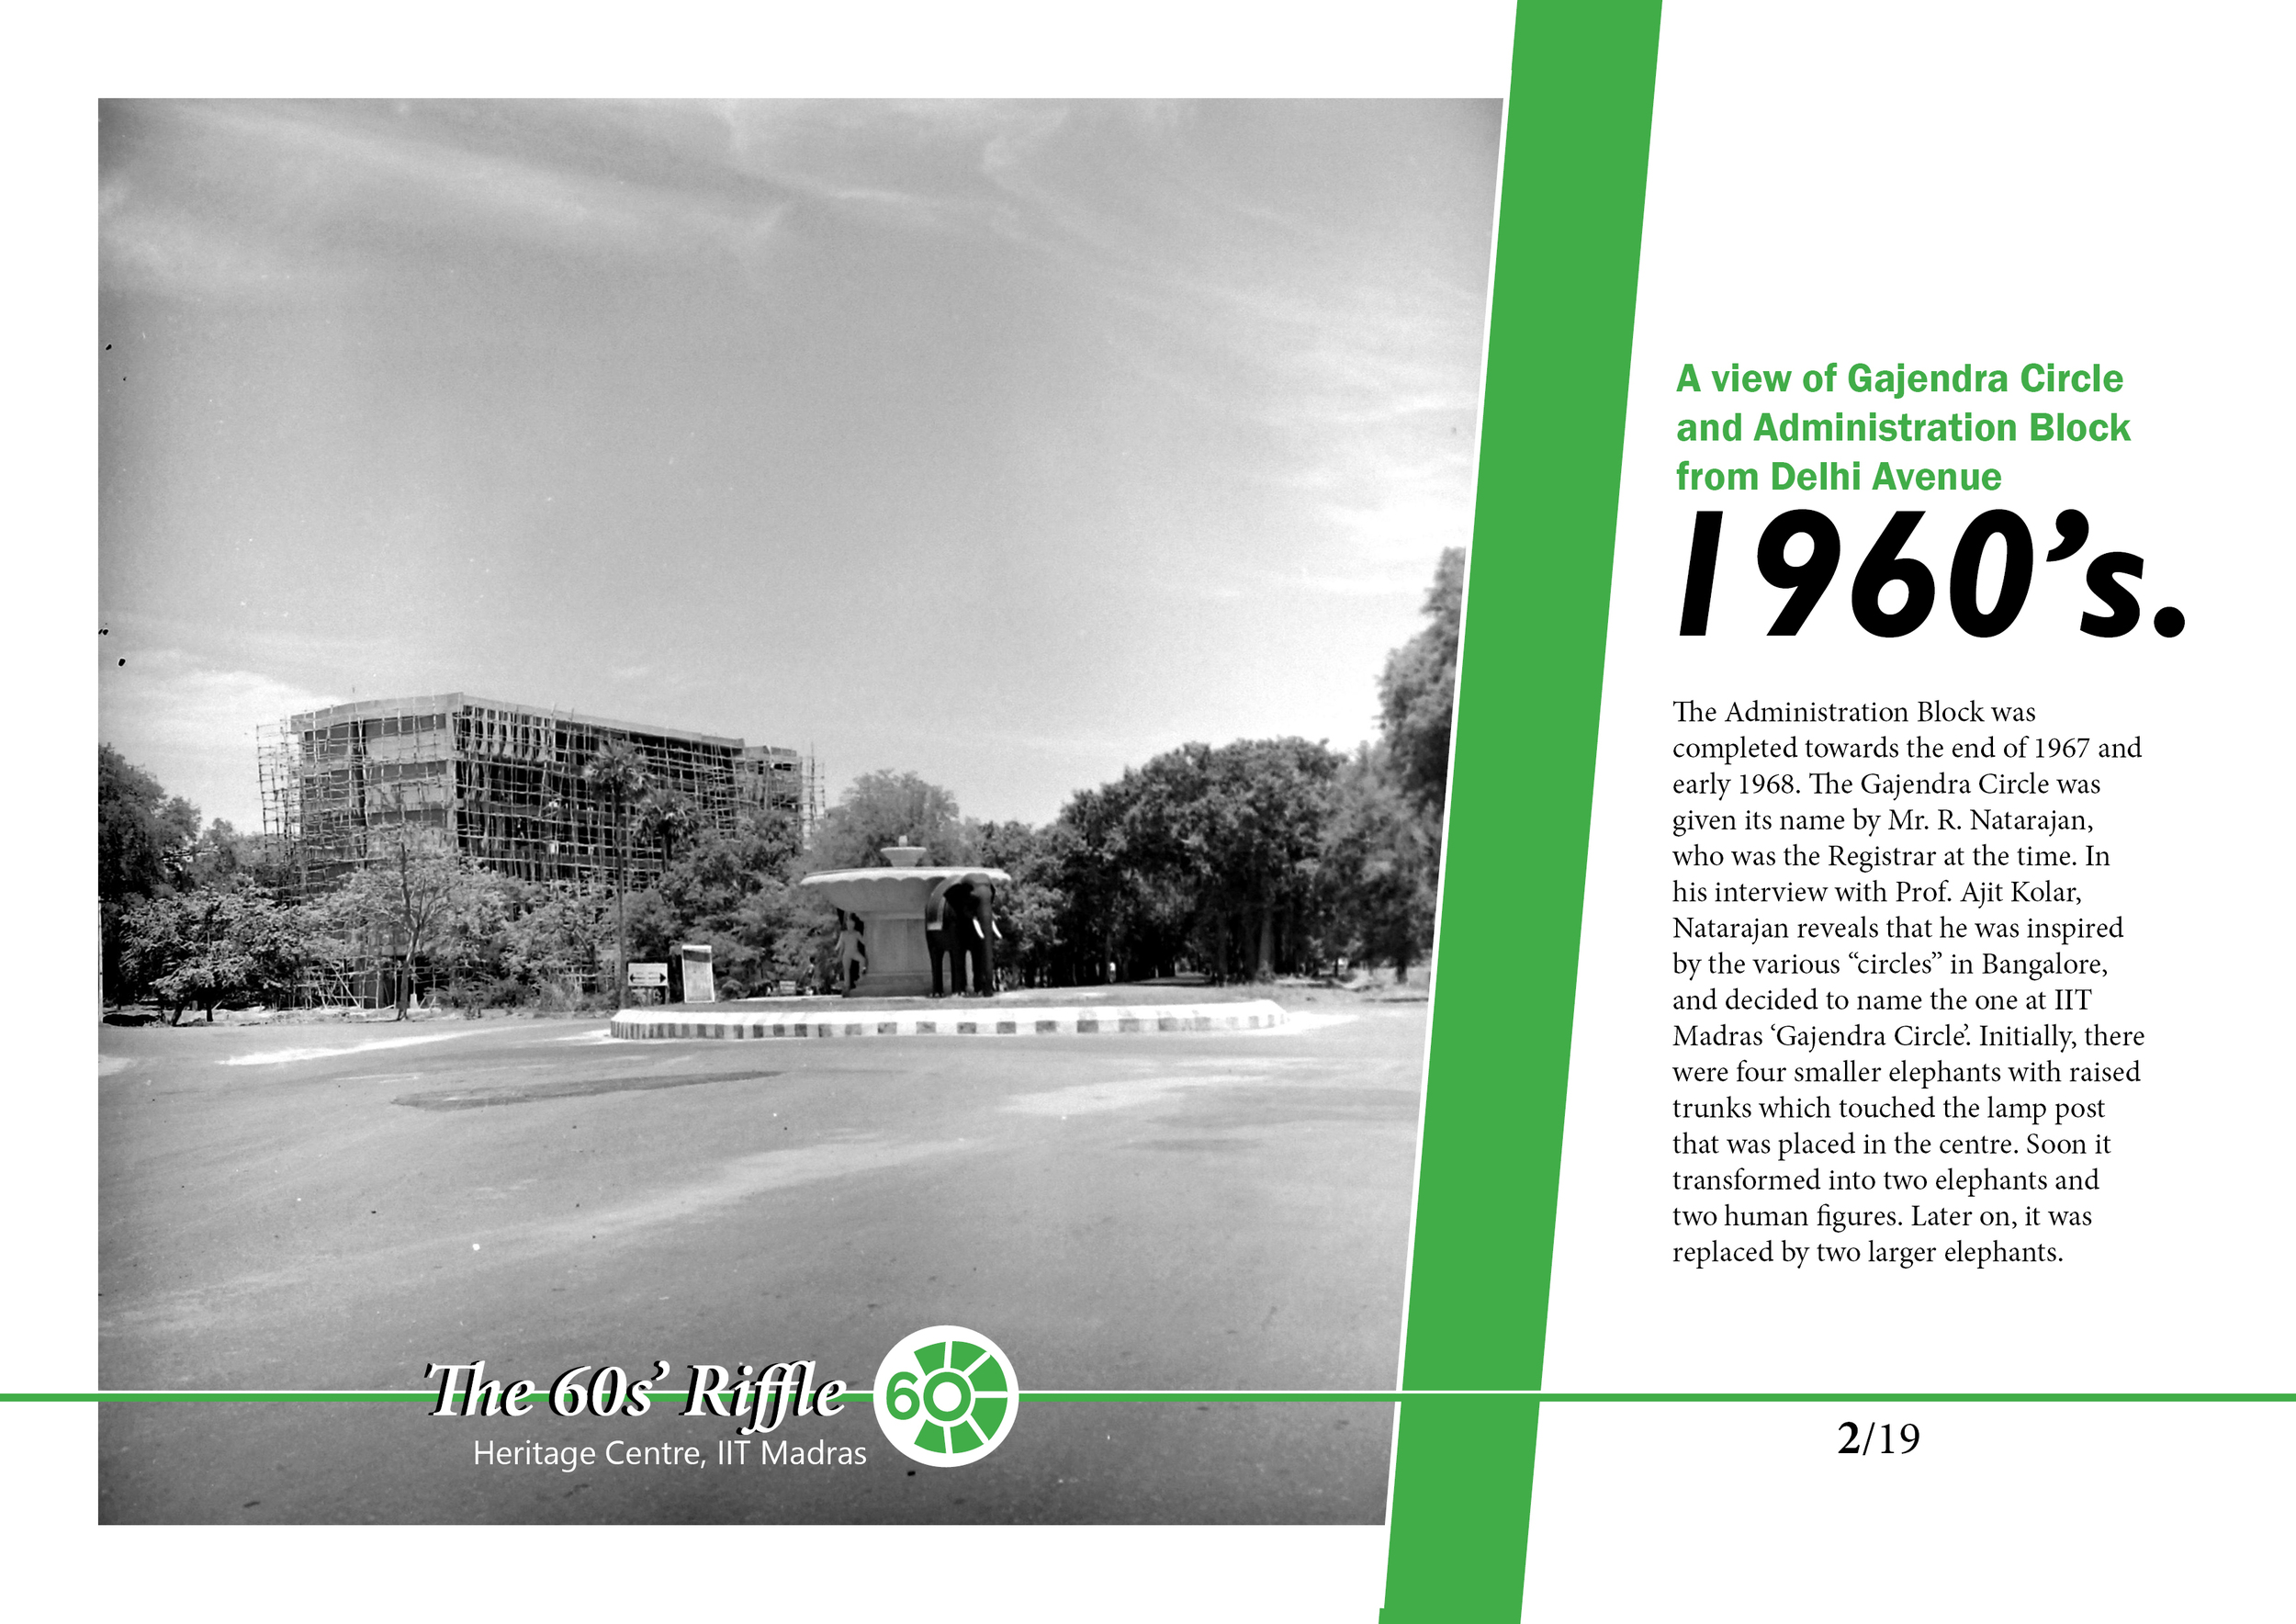 A view of Gajendra Circle
and Administration Block
from Delhi Avenue
1960’s.
The Administration Block was
completed towards the end of 1967 and
early 1968. The Gajendra Circle was
given its name by Mr. R. Natarajan,
who was the Registrar at the time. In
his interview with Prof. Ajit Kolar,
Natarajan reveals that he was inspired
by the various “circles” in Bangalore,
and decided to name the one at IIT
Madras ‘Gajendra Circle’. Initially, there
were four smaller elephants with raised
trunks which touched the lamp post
that was placed in the centre. Soon it
transformed into two elephants and
two human figures. Later on, it was
replaced by two larger elephants.
The 60s’ Riffle
60
Heritage Centre, IIT Madras
2/19